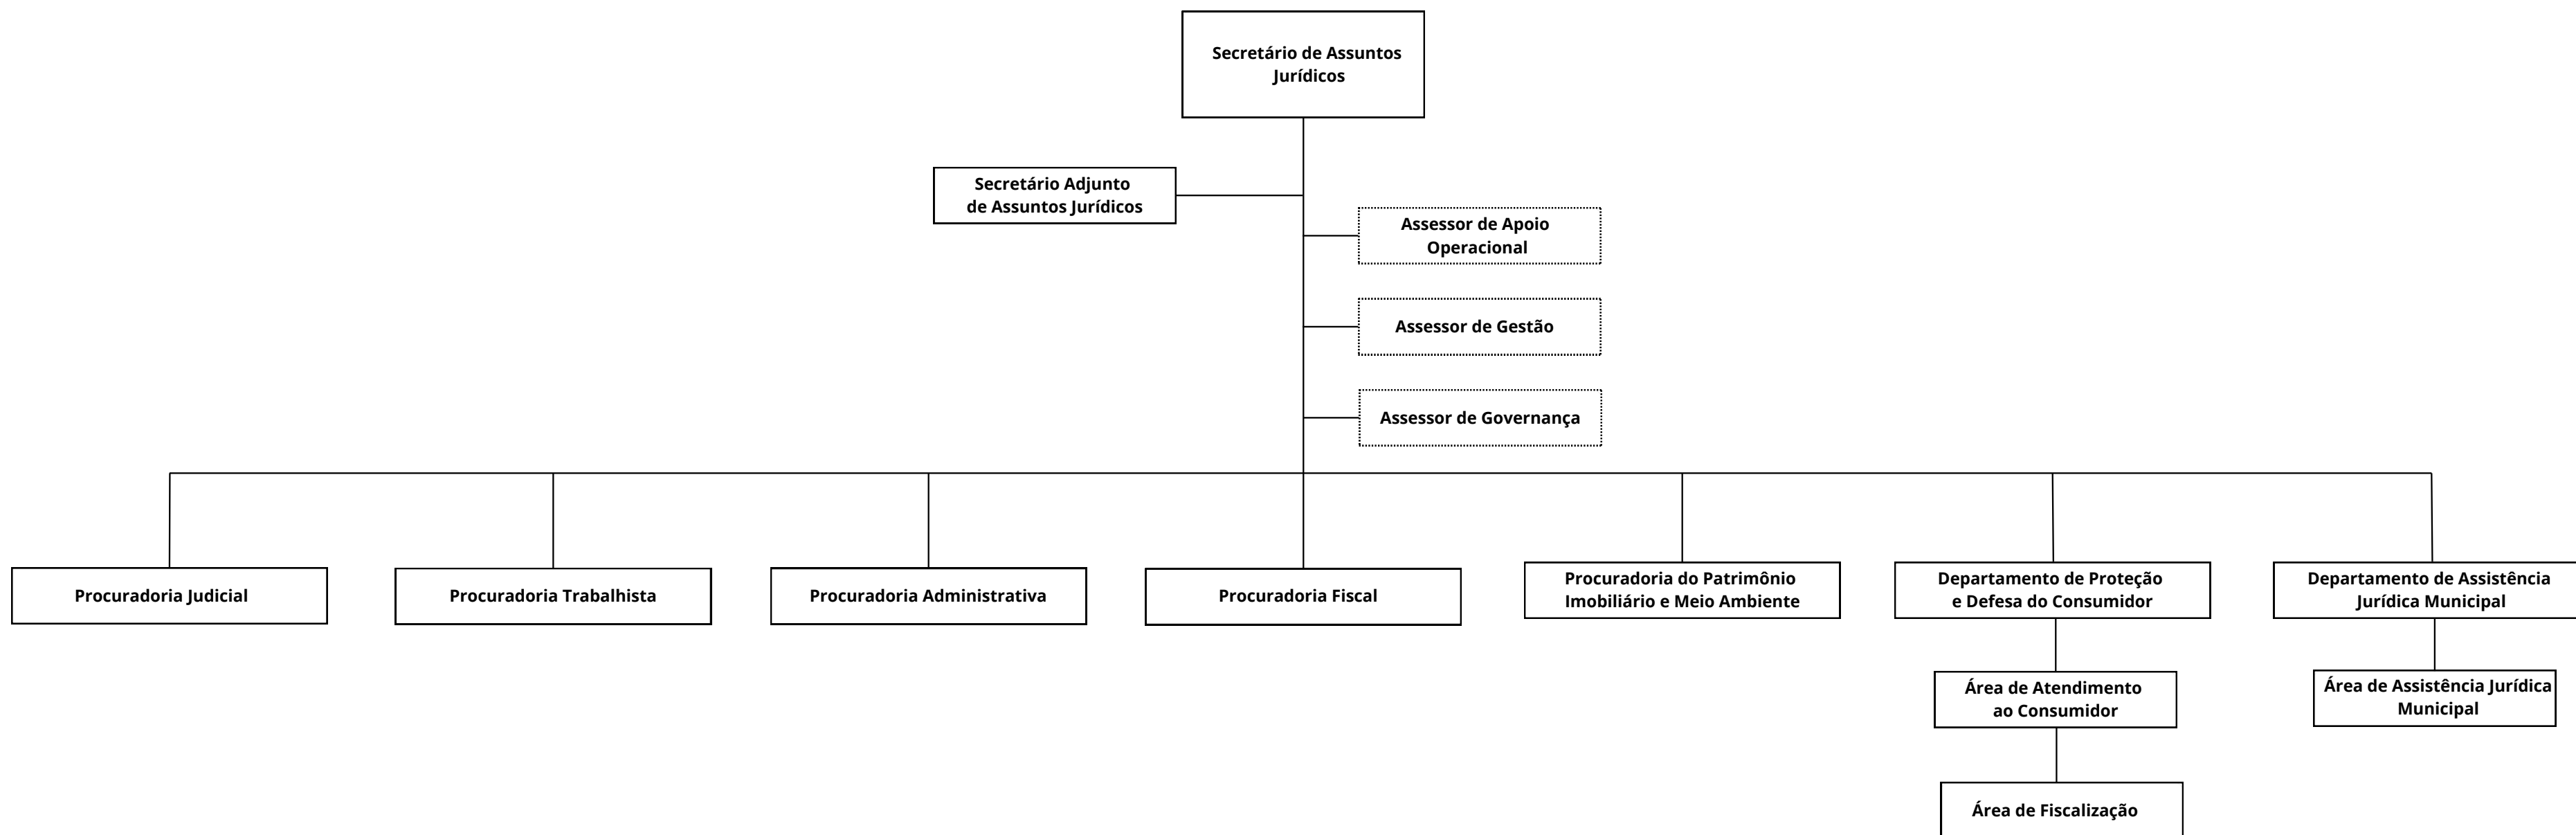 Secretário de Assuntos
Jurídicos
Secretário Adjunto
de Assuntos Jurídicos
Assessor de Apoio
Operacional
Assessor de Gestão
Assessor de Governança
Procuradoria Judicial
Procuradoria Trabalhista
Procuradoria Administrativa
Procuradoria Fiscal
Procuradoria do Patrimônio
Imobiliário e Meio Ambiente
Departamento de Proteção
e Defesa do Consumidor
Departamento de Assistência
Jurídica Municipal
Área de Atendimento
ao Consumidor
Área de Assistência Jurídica
Municipal
Área de Fiscalização